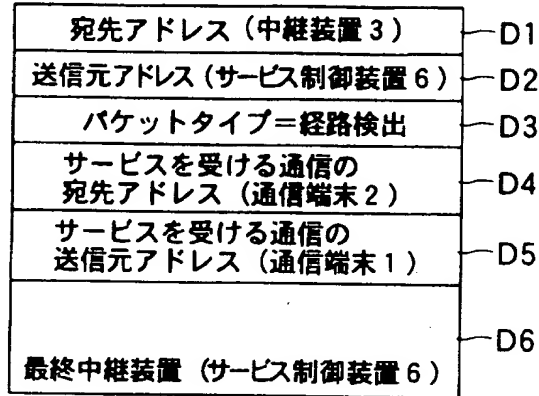 宛先アドレス（中継装置３）
D1
送信元アドレス（サービス制御装置６）
D2
パケットタイプ＝経路検出
D3
サービスを受ける通信の
宛先アドレス（通信端末２）
D4
サービスを受ける通信の
送信元アドレス（通信端末１）
D5
D6
最終中継装置（サービス制御装置６）